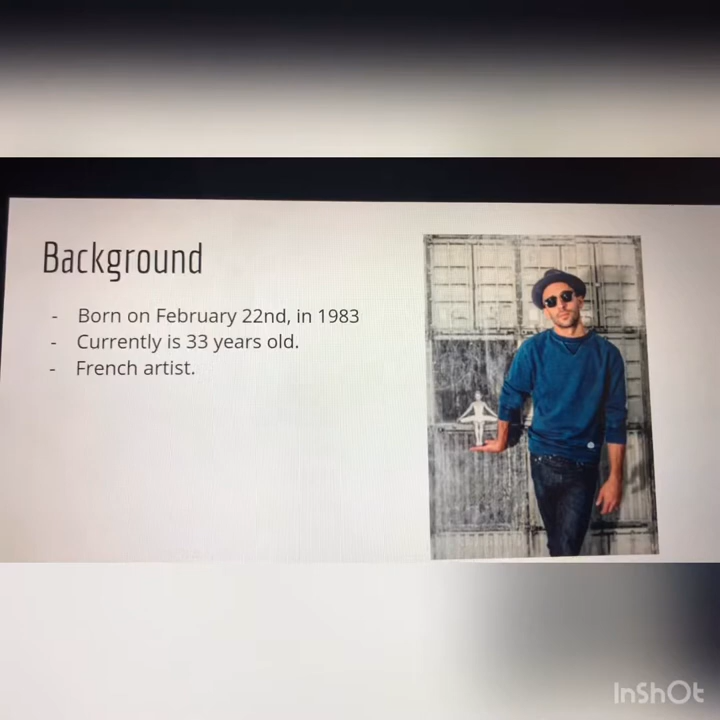 Background
- Born on February 22nd, in 1983
- Currently is 33 years old.
- French artist.
InShOt